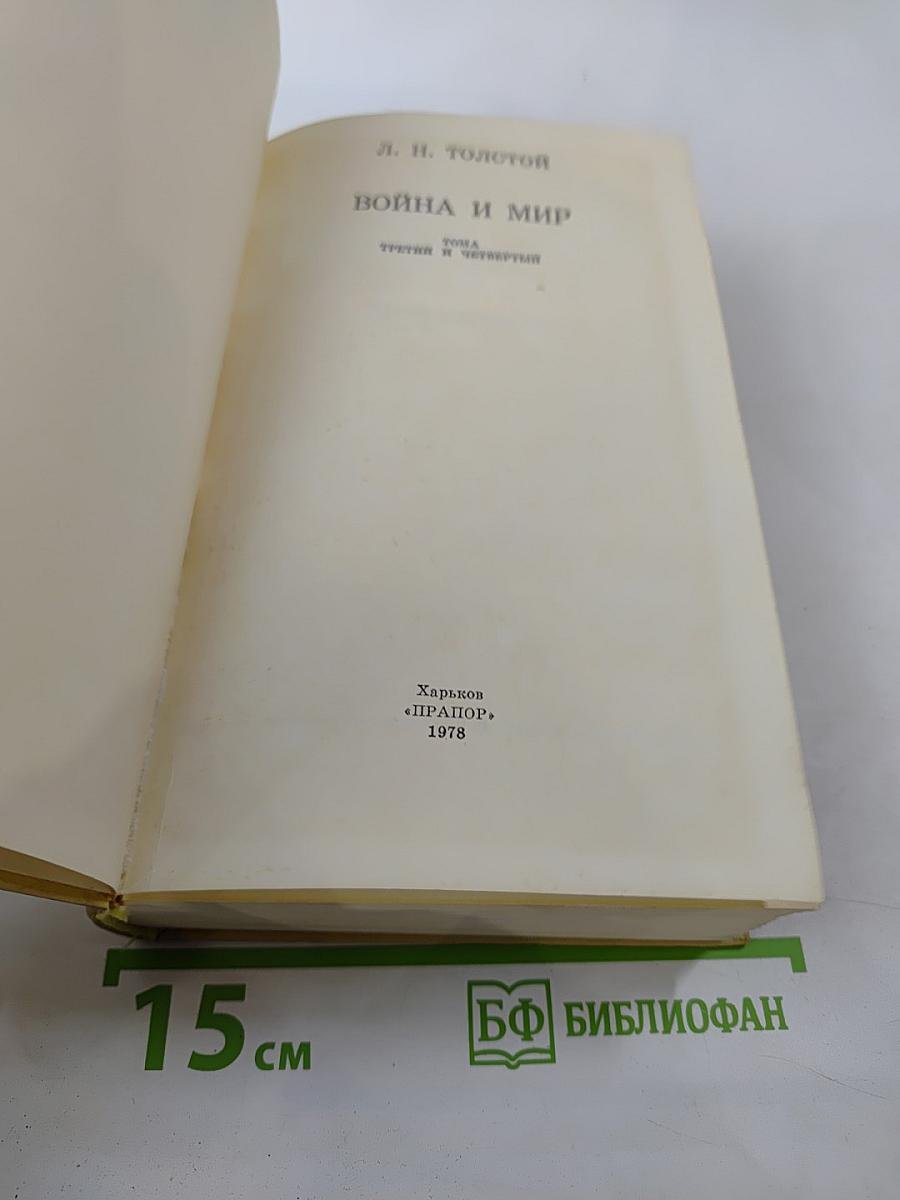 Л. Н. ТОЛСТОЙ
ВОЙНА И МИР
ТОМА
ТРЕТИЙ И ЧЕТВЕРТЫЙ
Харьков
«ПРАПОР»
1978
15 см
БФ БИБЛИОФАН